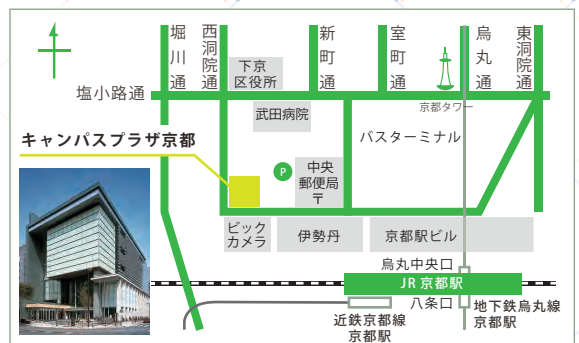 堀川通
西洞院通
新町通
室町通
烏丸通
東洞院通
下京
区役所
塩小路通
京都タワー
武田病院
バスターミナル
キャンパスプラザ京都
P
中央
郵便局
〒
ビック
カメラ
伊勢丹
京都駅ビル
烏丸中央口
JR 京都駅
八条口
地下鉄烏丸線
京都駅
近鉄京都線
京都駅